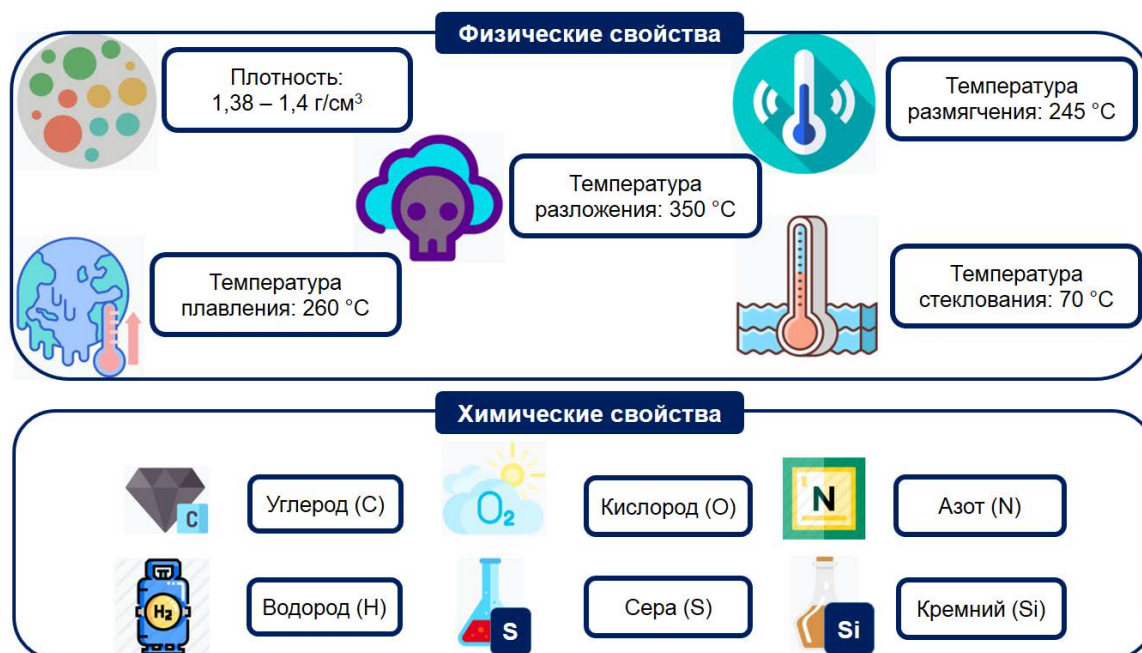 Физические свойства
Плотность:
1,38 – 1,4 г/см³
Температура
размягчения: 245 °C
Температура
разложения: 350 °C
Температура
плавления: 260 °C
Температура
стеклования: 70 °C
Химические свойства
C
Углерод (C)
O₂
Кислород (O)
N
Азот (N)
H₂
Водород (H)
S
Сера (S)
Si
Кремний (Si)